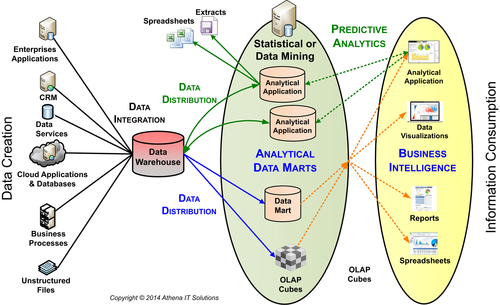 Data Creation
Enterprises
Applications
CRM
Data
Services
Cloud Applications
& Databases
Business
Processes
Unstructured
Files
DATA
INTEGRATION
Data
Warehouse
Spreadsheets
Extracts
DATA
DISTRIBUTION
DATA
DISTRIBUTION
Statistical or
Data Mining
Analytical
Application
Analytical
Application
ANALYTICAL
DATA MARTS
Data
Mart
OLAP
Cubes
PREDICTIVE
ANALYTICS
OLAP
Cubes
Analytical
Application
Data
Visualizations
BUSINESS
INTELLIGENCE
Reports
Spreadsheets
Information Consumption
Copyright © 2014 Athena IT Solutions